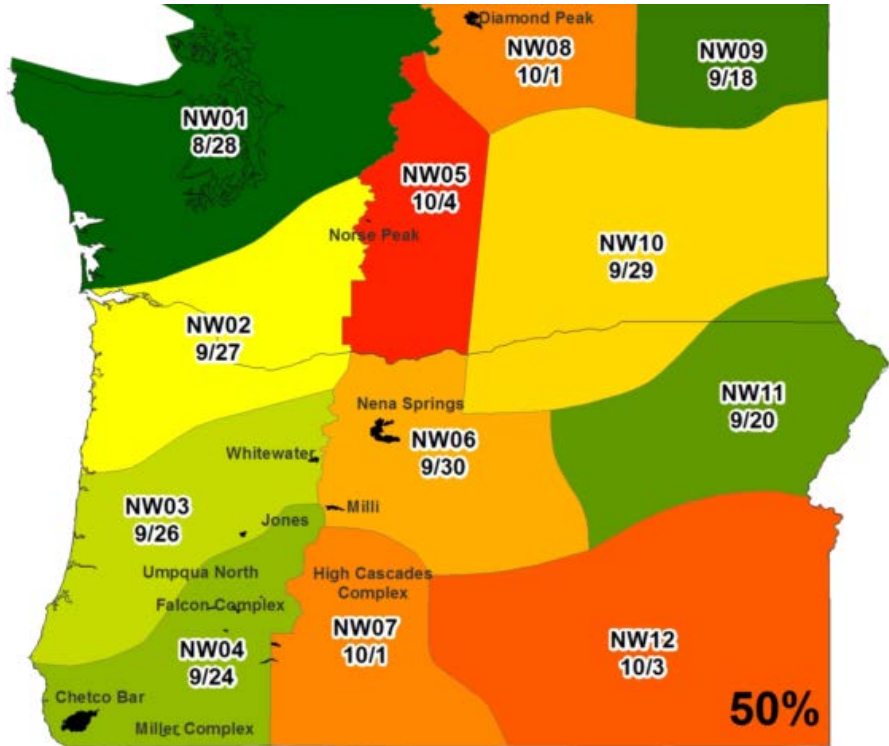 Diamond Peak
NW08
10/1
NW09
9/18
NW01
8/28
NW05
10/4
Norse Peak
NW10
9/29
NW02
9/27
NW11
9/20
Nena Springs
NW06
9/30
Whitewater
NW03
9/26
Milli
Jones
Umpqua North
High Cascades
Complex
Falcon Complex
NW07
10/1
NW04
9/24
NW12
10/3
Chetco Bar
Miller Complex
50%